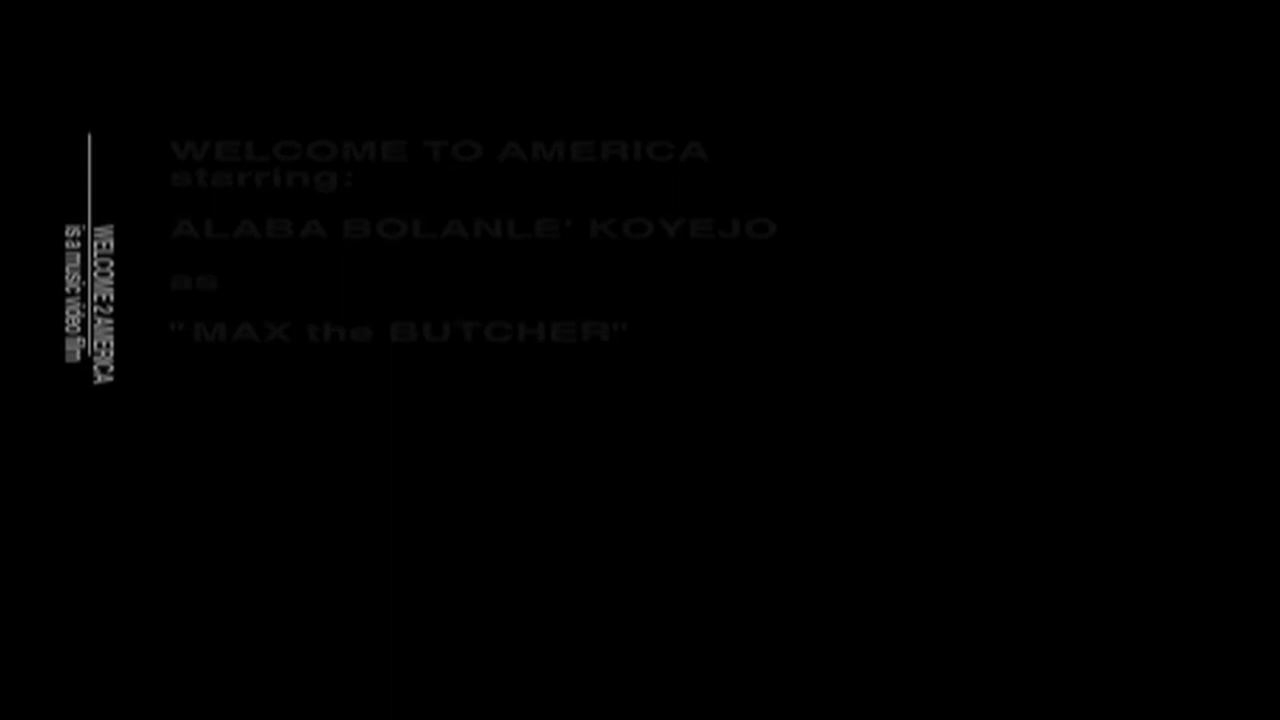 WELCOME 2 AMERICA
is a music video film
WELCOME TO AMERICA
starring:
ALABA BOLANLE' KOYEJO
as
"MAX the BUTCHER"